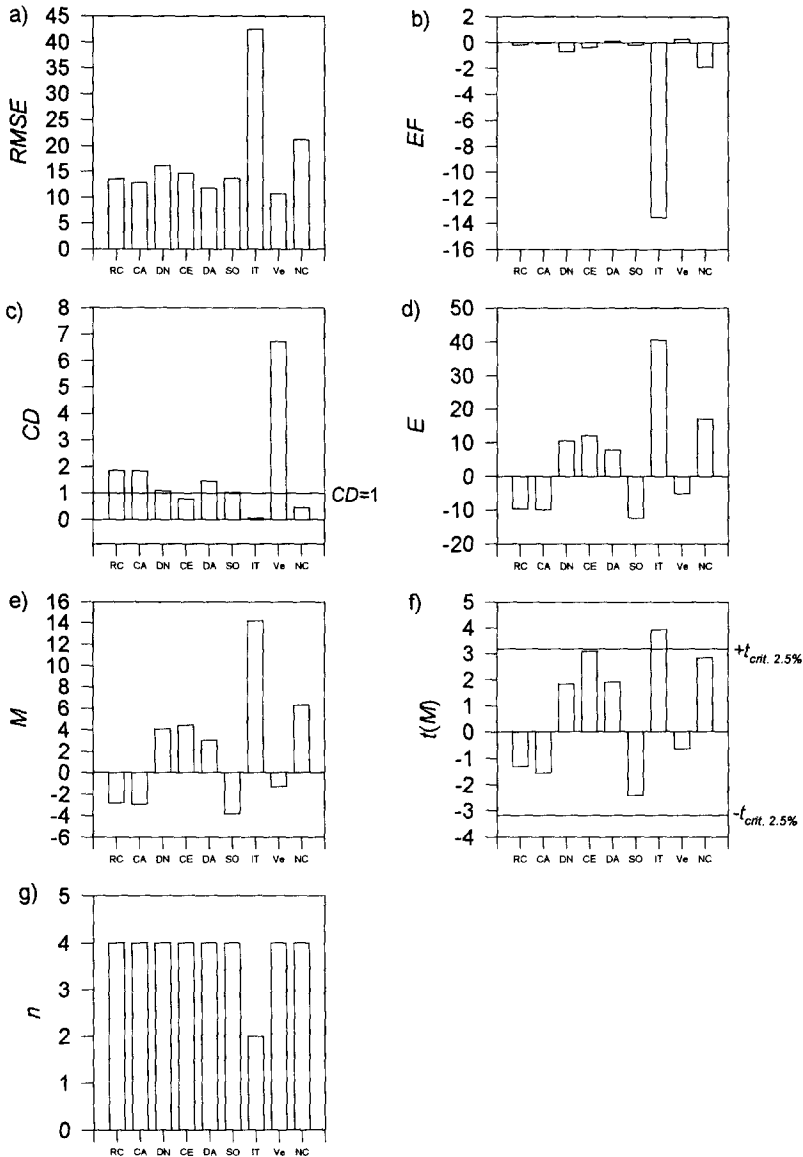 a)
RMSE
45
40
35
30
25
20
15
10
5
0
RC CA DN CE DA SO IT Ve NC
b)
EF
2
0
-2
-4
-6
-8
-10
-12
-14
-16
RC CA DN CE DA SO IT Ve NC
c)
CD
8
7
6
5
4
3
2
1
0
CD=1
RC CA DN CE DA SO IT Ve NC
d)
E
50
40
30
20
10
0
-10
-20
RC CA DN CE DA SO IT Ve NC
e)
M
16
14
12
10
8
6
4
2
0
-2
-4
-6
RC CA DN CE DA SO IT Ve NC
f)
t(M)
5
4
3
2
1
0
-1
-2
-3
-4
+t crit. 2.5%
-t crit. 2.5%
RC CA DN CE DA SO IT Ve NC
g)
n
5
4
3
2
1
0
RC CA DN CE DA SO IT Ve NC